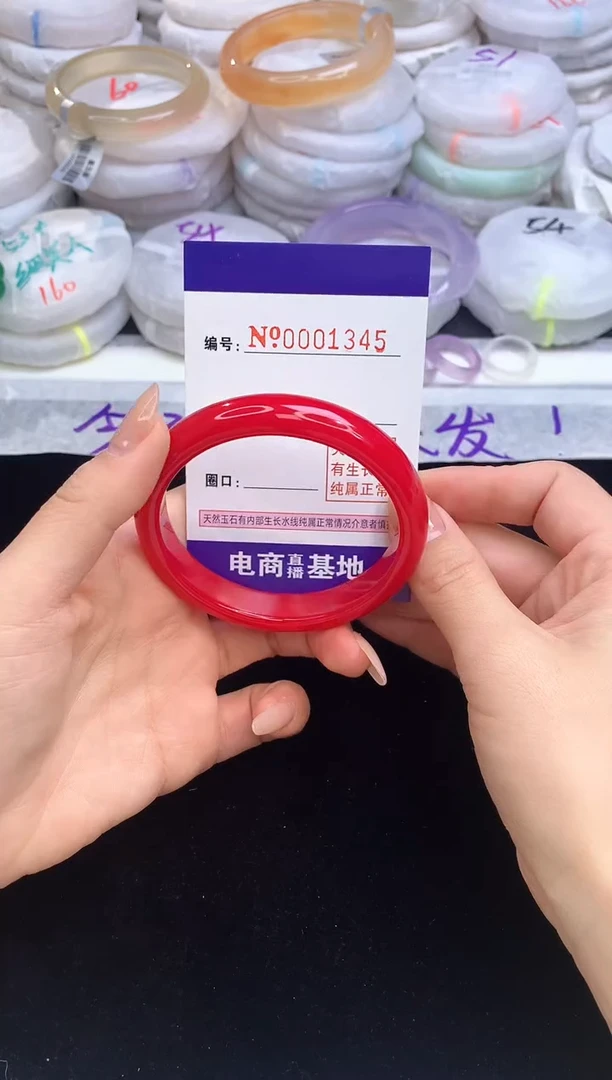 60
51
54
54
160
编号: №0001345
有生长
纯属正常
圈口:
天然玉石有内部生长水线纯属正常情况介意者慎
电商直播基地
发!